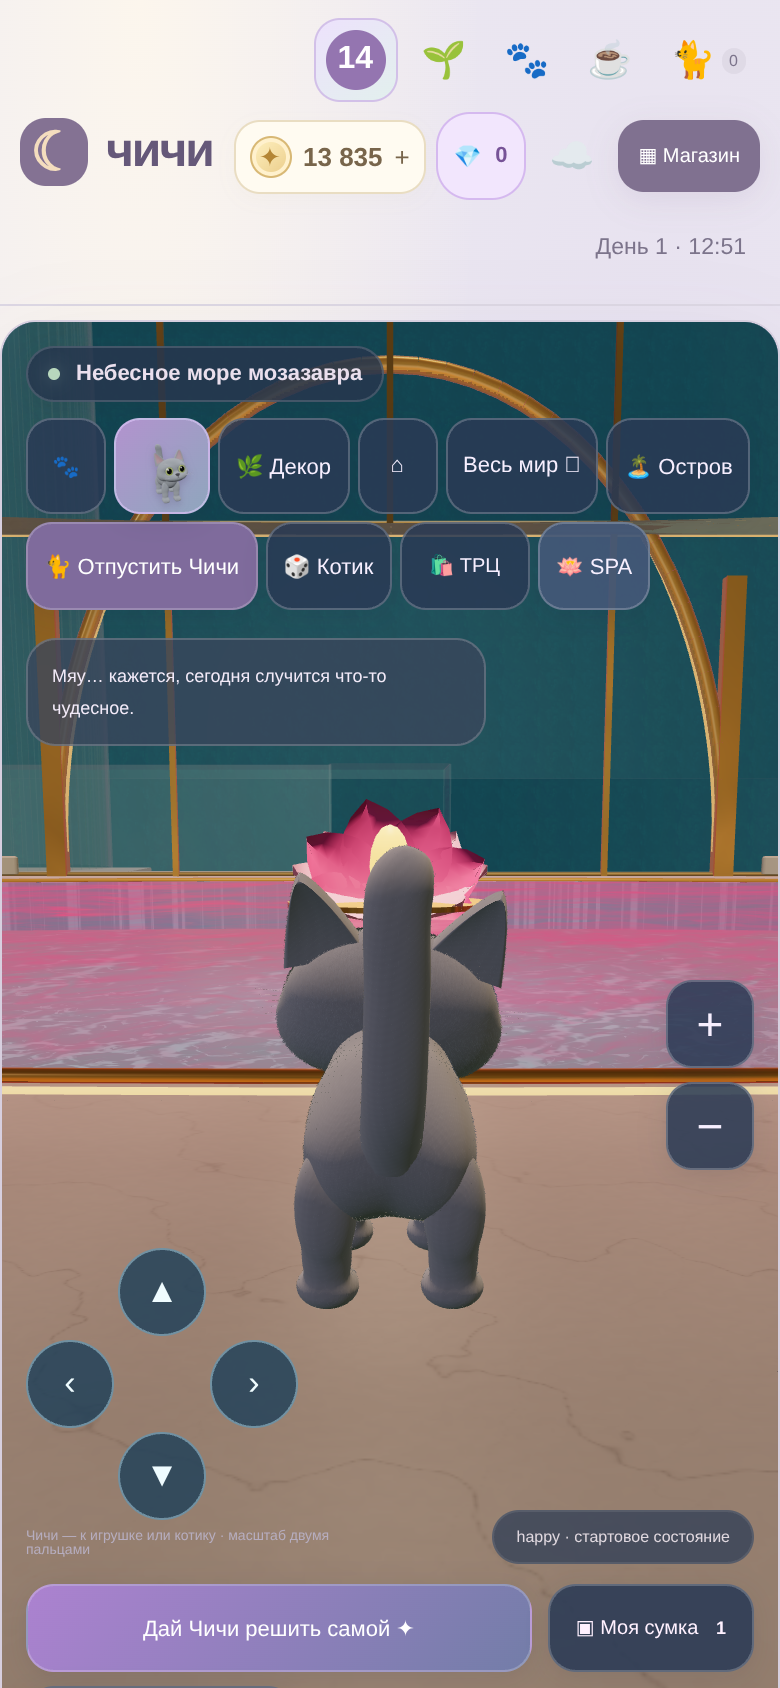 14
0
чичи
13 835 +
0
Магазин
День 1 · 12:51
Небесное море мозазавра
Декор
Весь мир
Остров
Отпустить Чичи
Котик
ТРЦ
SPA
Мяу… кажется, сегодня случится что-то
чудесное.
+
−
Чичи — к игрушке или котику · масштаб двумя
пальцами
happy · стартовое состояние
Дай Чичи решить самой ✦
Моя сумка 1